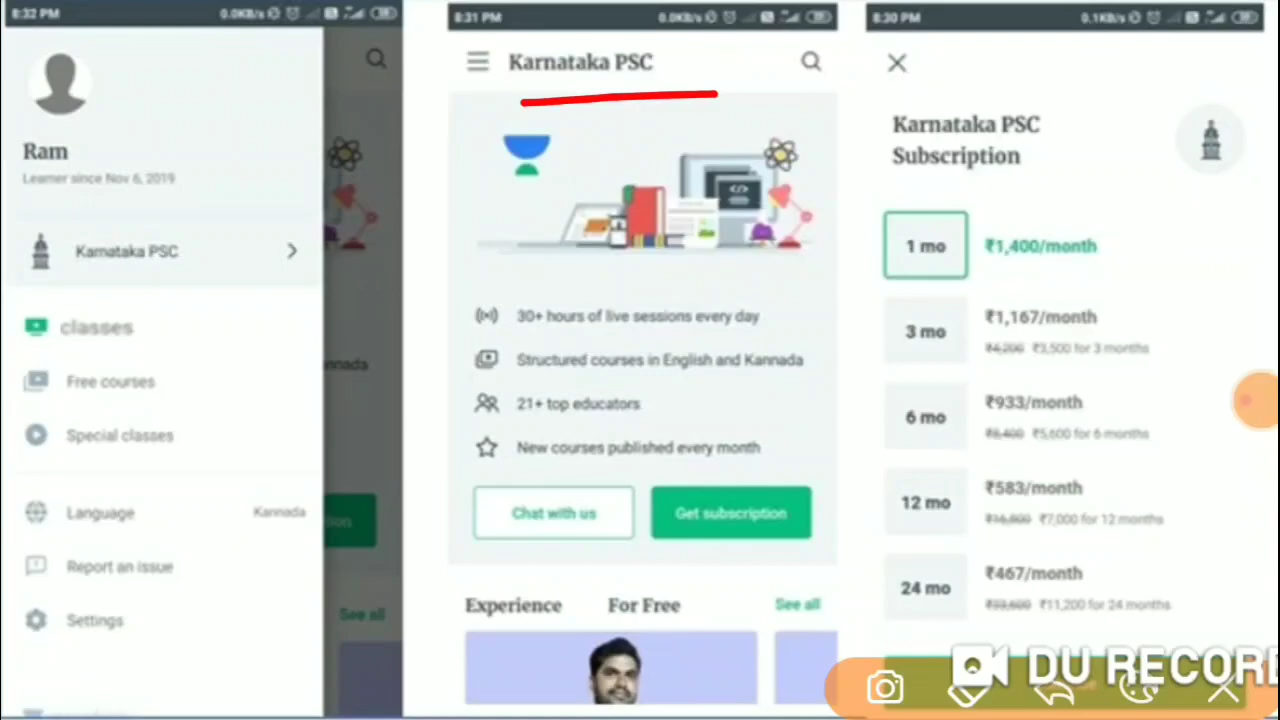 8:32 PM
0.0KB/s
Ram
Learner since Nov 6, 2019
Karnataka PSC
classes
Free courses
Special classes
Language
Kannada
Report an issue
Settings
nnada
See all
8:31 PM
0.0KB/s
Karnataka PSC
30+ hours of live sessions every day
Structured courses in English and Kannada
21+ top educators
New courses published every month
Chat with us
Get subscription
Experience
For Free
See all
8:30 PM
0.1KB/s
Karnataka PSC
Subscription
1 mo
₹1,400/month
3 mo
₹1,167/month
₹4,200 ₹3,500 for 3 months
6 mo
₹933/month
₹8,400 ₹5,600 for 6 months
12 mo
₹583/month
₹16,800 ₹7,000 for 12 months
24 mo
₹467/month
₹33,600 ₹11,200 for 24 months
DU RECORD